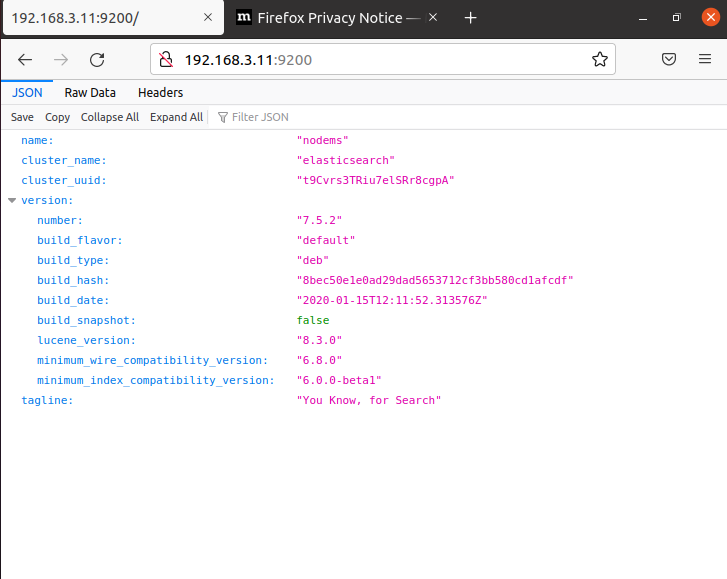 192.168.3.11:9200/
m Firefox Privacy Notice —
192.168.3.11:9200
JSON Raw Data Headers
Save Copy Collapse All Expand All Filter JSON
name: "nodems"
cluster_name: "elasticsearch"
cluster_uuid: "t9Cvrs3TRiu7elSRr8cgpA"
version:
number: "7.5.2"
build_flavor: "default"
build_type: "deb"
build_hash: "8bec50e1e0ad29dad5653712cf3bb580cd1afcdf"
build_date: "2020-01-15T12:11:52.313576Z"
build_snapshot: false
lucene_version: "8.3.0"
minimum_wire_compatibility_version: "6.8.0"
minimum_index_compatibility_version: "6.0.0-beta1"
tagline: "You Know, for Search"